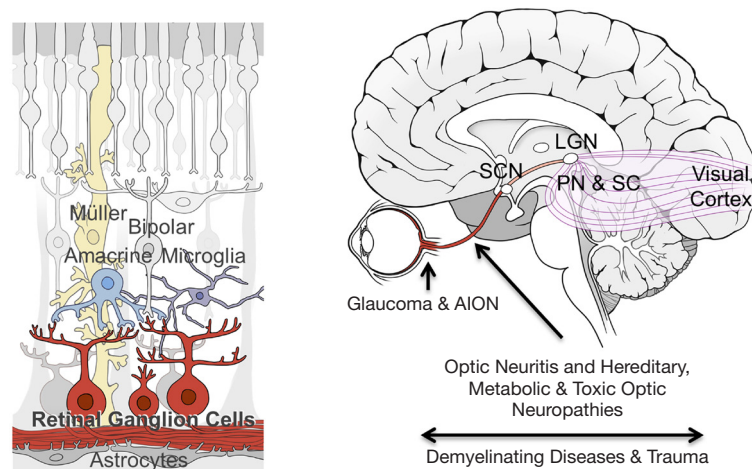 Müller
Bipolar
Amacrine Microglia
Retinal Ganglion Cells
Astrocytes
LGN
SCN
PN & SC
Visual
Cortex
Glaucoma & AION
Optic Neuritis and Hereditary,
Metabolic & Toxic Optic
Neuropathies
Demyelinating Diseases & Trauma